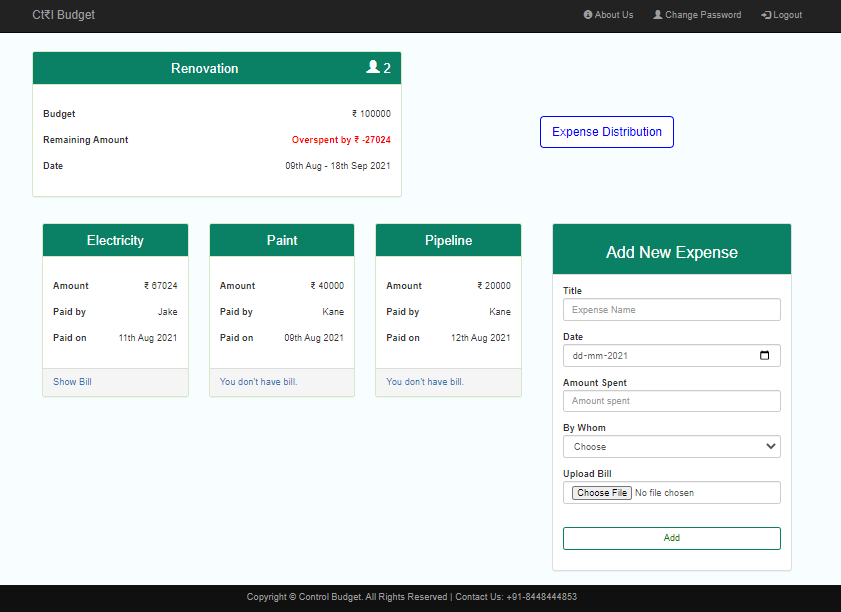 Ct₹l Budget
About Us Change Password Logout
Renovation 2
Budget ₹ 100000
Remaining Amount Overspent by ₹ -27024
Date 09th Aug - 18th Sep 2021
Expense Distribution
Electricity
Amount ₹ 67024
Paid by Jake
Paid on 11th Aug 2021
Show Bill
Paint
Amount ₹ 40000
Paid by Kane
Paid on 09th Aug 2021
You don't have bill.
Pipeline
Amount ₹ 20000
Paid by Kane
Paid on 12th Aug 2021
You don't have bill.
Add New Expense
Title
Expense Name
Date
dd-mm-2021
Amount Spent
Amount spent
By Whom
Choose
Upload Bill
Choose File No file chosen
Add
Copyright © Control Budget. All Rights Reserved | Contact Us: +91-8448444853